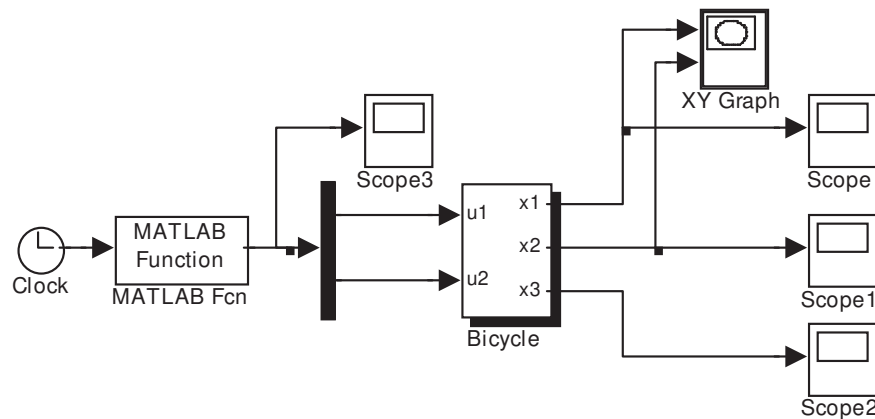 XY Graph
Scope3
Scope
MATLAB
Function
MATLAB Fcn
Clock
u1
u2
x1
x2
x3
Bicycle
Scope1
Scope2